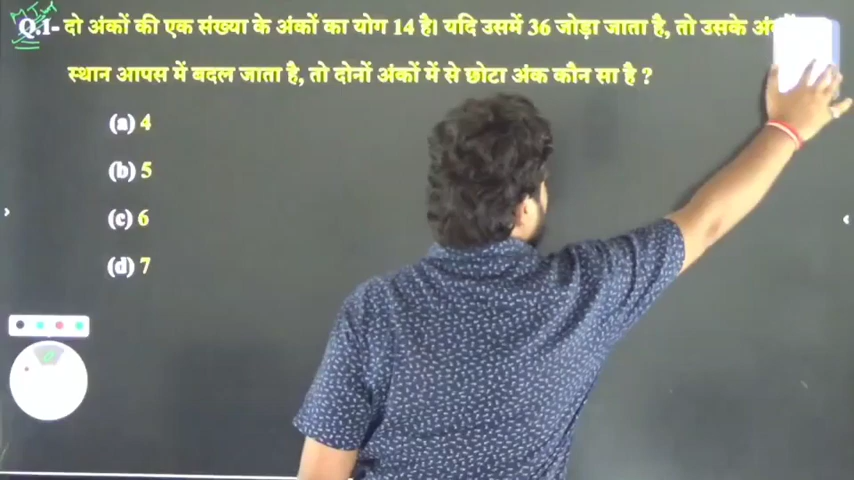 Q.1- दो अंकों की एक संख्या के अंकों का योग 14 है। यदि उसमें 36 जोड़ा जाता है, तो उसके
स्थान आपस में बदल जाता है, तो दोनों अंकों में से छोटा अंक कौन सा है ?
(a) 4
(b) 5
(c) 6
(d) 7